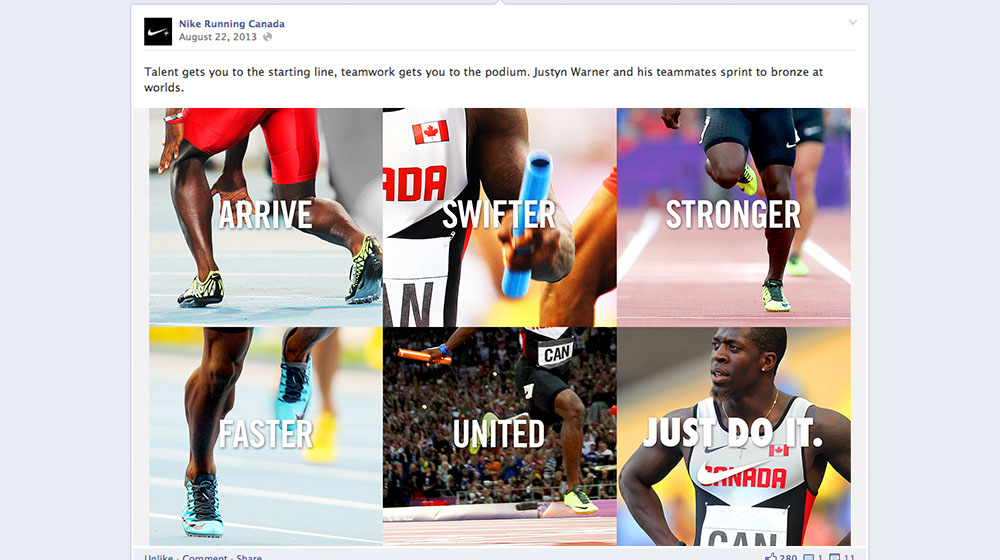 Nike Running Canada
August 22, 2013
Talent gets you to the starting line, teamwork gets you to the podium. Justyn Warner and his teammates sprint to bronze at
worlds.
ARRIVE
ADA
SWIFTER
CAN
STRONGER
FASTER
CAN
UNITED
JUST DO IT.
CANADA
CAN
Unlike · Comment · Share
280 1 11